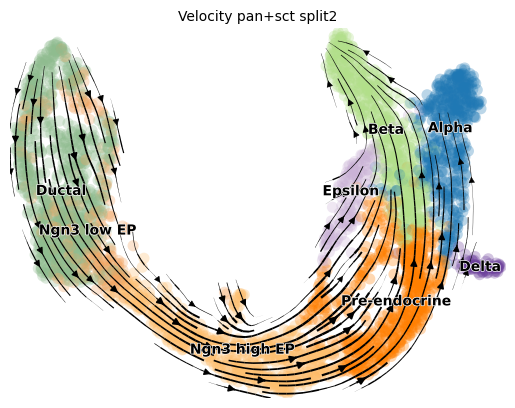 Velocity pan+sct split2
Beta
Alpha
Ductal
Epsilon
Ngn3 low EP
Delta
Pre-endocrine
Ngn3 high EP